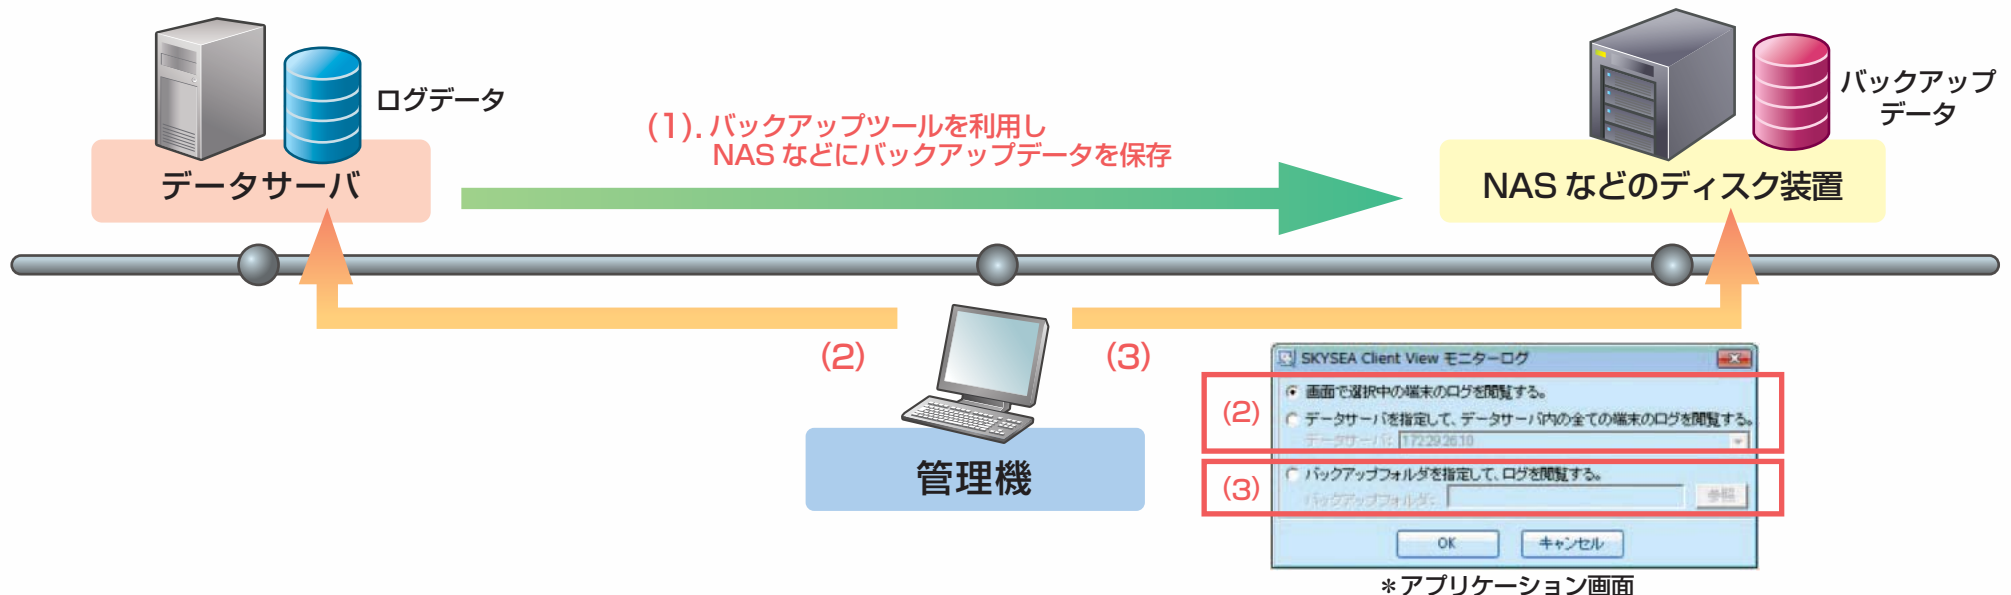 ログデータ
データサーバ
(1). バックアップツールを利用し
NAS などにバックアップデータを保存
バックアップ
データ
NAS などのディスク装置
(2)
(3)
管理機
SKYSEA Client View モニターログ
(2)
画面で選択中の端末のログを閲覧する。
データサーバを指定して、データサーバ内の全ての端末のログを閲覧する。
データサーバ: 172.29.26.10
(3)
バックアップフォルダを指定して、ログを閲覧する。
バックアップフォルダ: 参照
OK キャンセル
＊アプリケーション画面